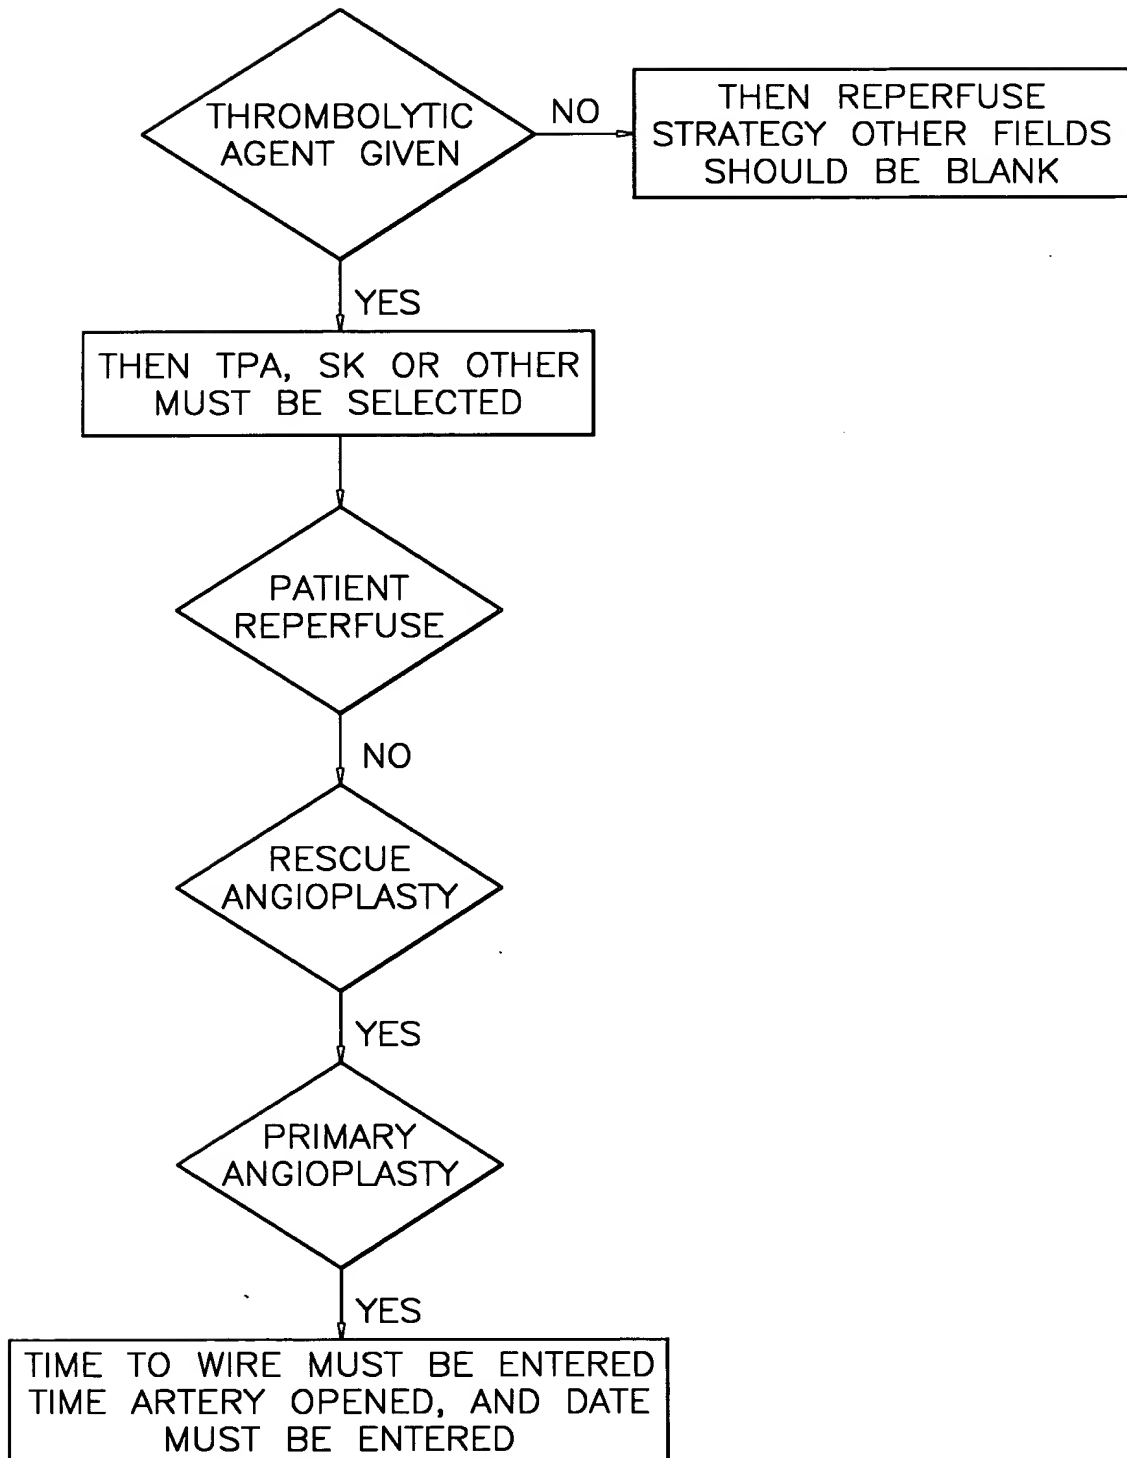 THROMBOLYTIC
AGENT GIVEN
NO
THEN REPERFUSE
STRATEGY OTHER FIELDS
SHOULD BE BLANK
YES
THEN TPA, SK OR OTHER
MUST BE SELECTED
PATIENT
REPERFUSE
NO
RESCUE
ANGIOPLASTY
YES
PRIMARY
ANGIOPLASTY
YES
TIME TO WIRE MUST BE ENTERED
TIME ARTERY OPENED, AND DATE
MUST BE ENTERED